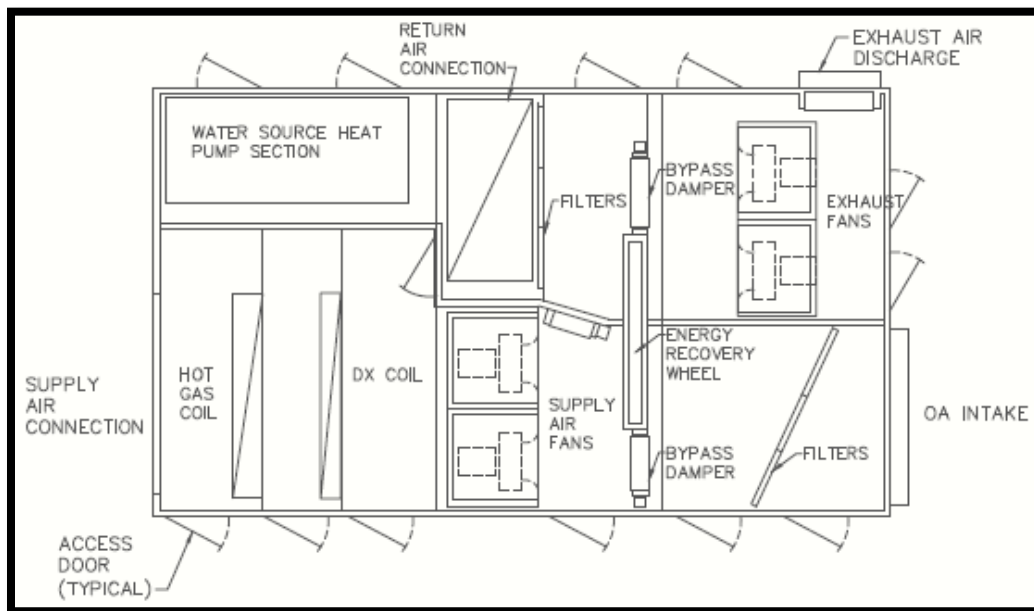 RETURN
AIR
CONNECTION
EXHAUST AIR
DISCHARGE
WATER SOURCE HEAT
PUMP SECTION
FILTERS
BYPASS
DAMPER
EXHAUST
FANS
SUPPLY
AIR
CONNECTION
HOT
GAS
COIL
DX COIL
SUPPLY
AIR
FANS
ENERGY
RECOVERY
WHEEL
OA INTAKE
BYPASS
DAMPER
FILTERS
ACCESS
DOOR
(TYPICAL)